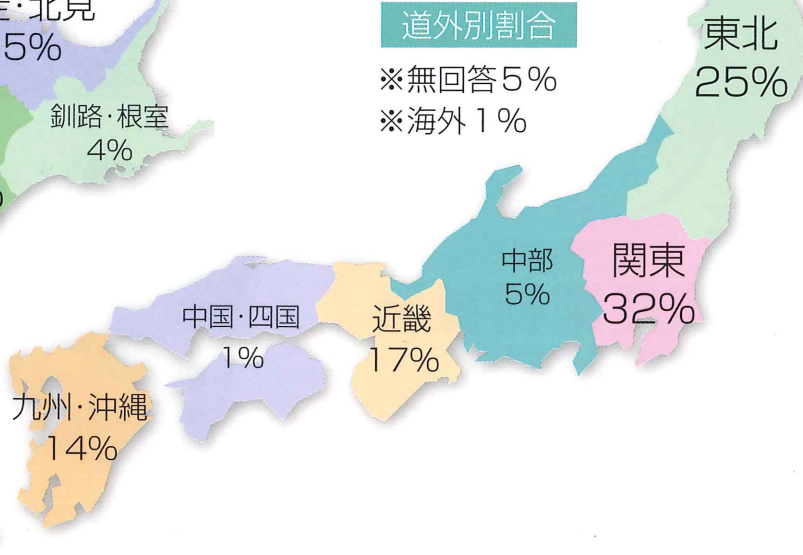 北見
5%
釧路・根室
4%
道外別割合
※無回答5%
※海外1%
東北
25%
中部
5%
関東
32%
中国・四国
1%
近畿
17%
九州・沖縄
14%